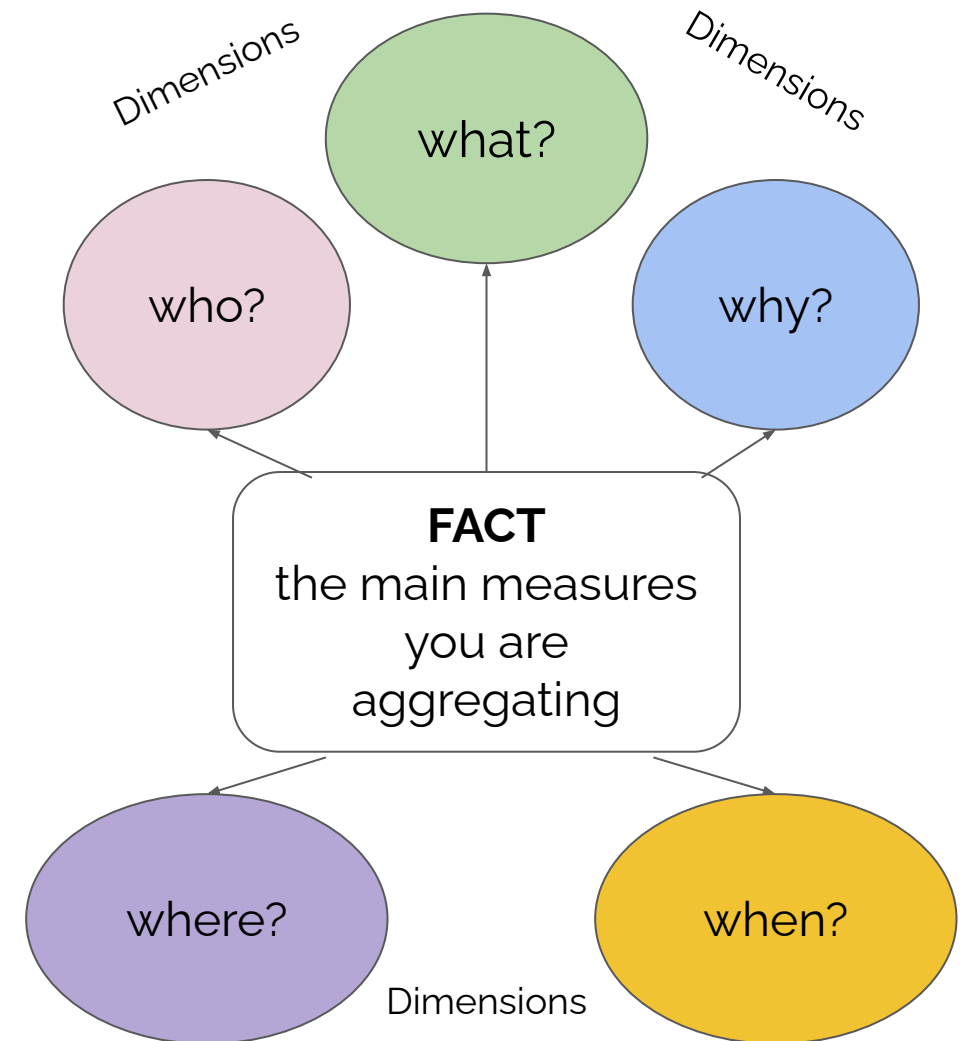 Dimensions
Dimensions
what?
who?
why?
FACT
the main measures
you are
aggregating
where?
when?
Dimensions